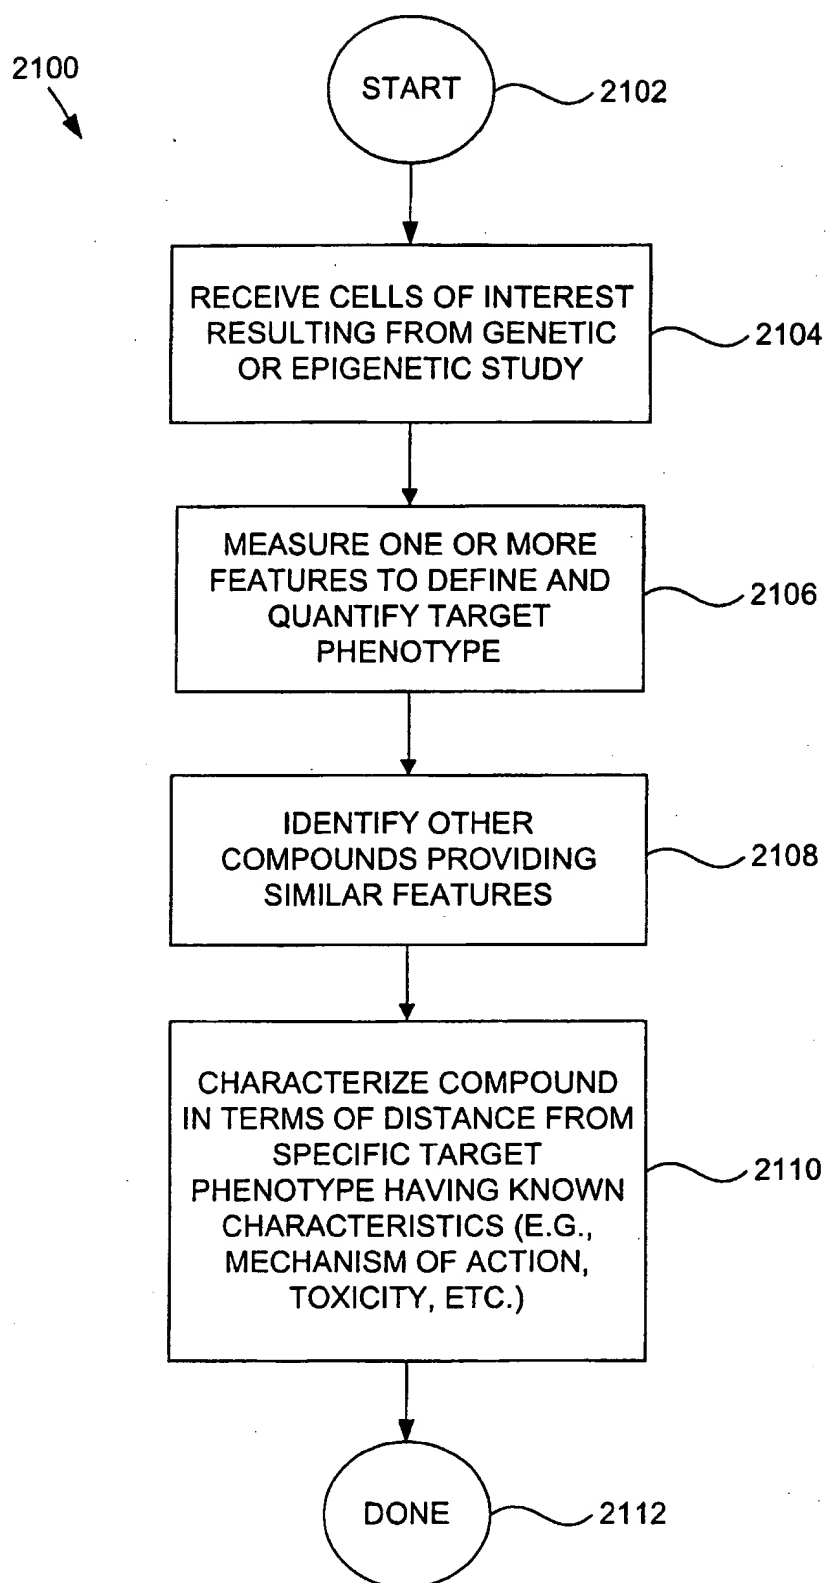 2100
START
2102
RECEIVE CELLS OF INTEREST
RESULTING FROM GENETIC
OR EPIGENETIC STUDY
2104
MEASURE ONE OR MORE
FEATURES TO DEFINE AND
QUANTIFY TARGET
PHENOTYPE
2106
IDENTIFY OTHER
COMPOUNDS PROVIDING
SIMILAR FEATURES
2108
CHARACTERIZE COMPOUND
IN TERMS OF DISTANCE FROM
SPECIFIC TARGET
PHENOTYPE HAVING KNOWN
CHARACTERISTICS (E.G.,
MECHANISM OF ACTION,
TOXICITY, ETC.)
2110
DONE
2112